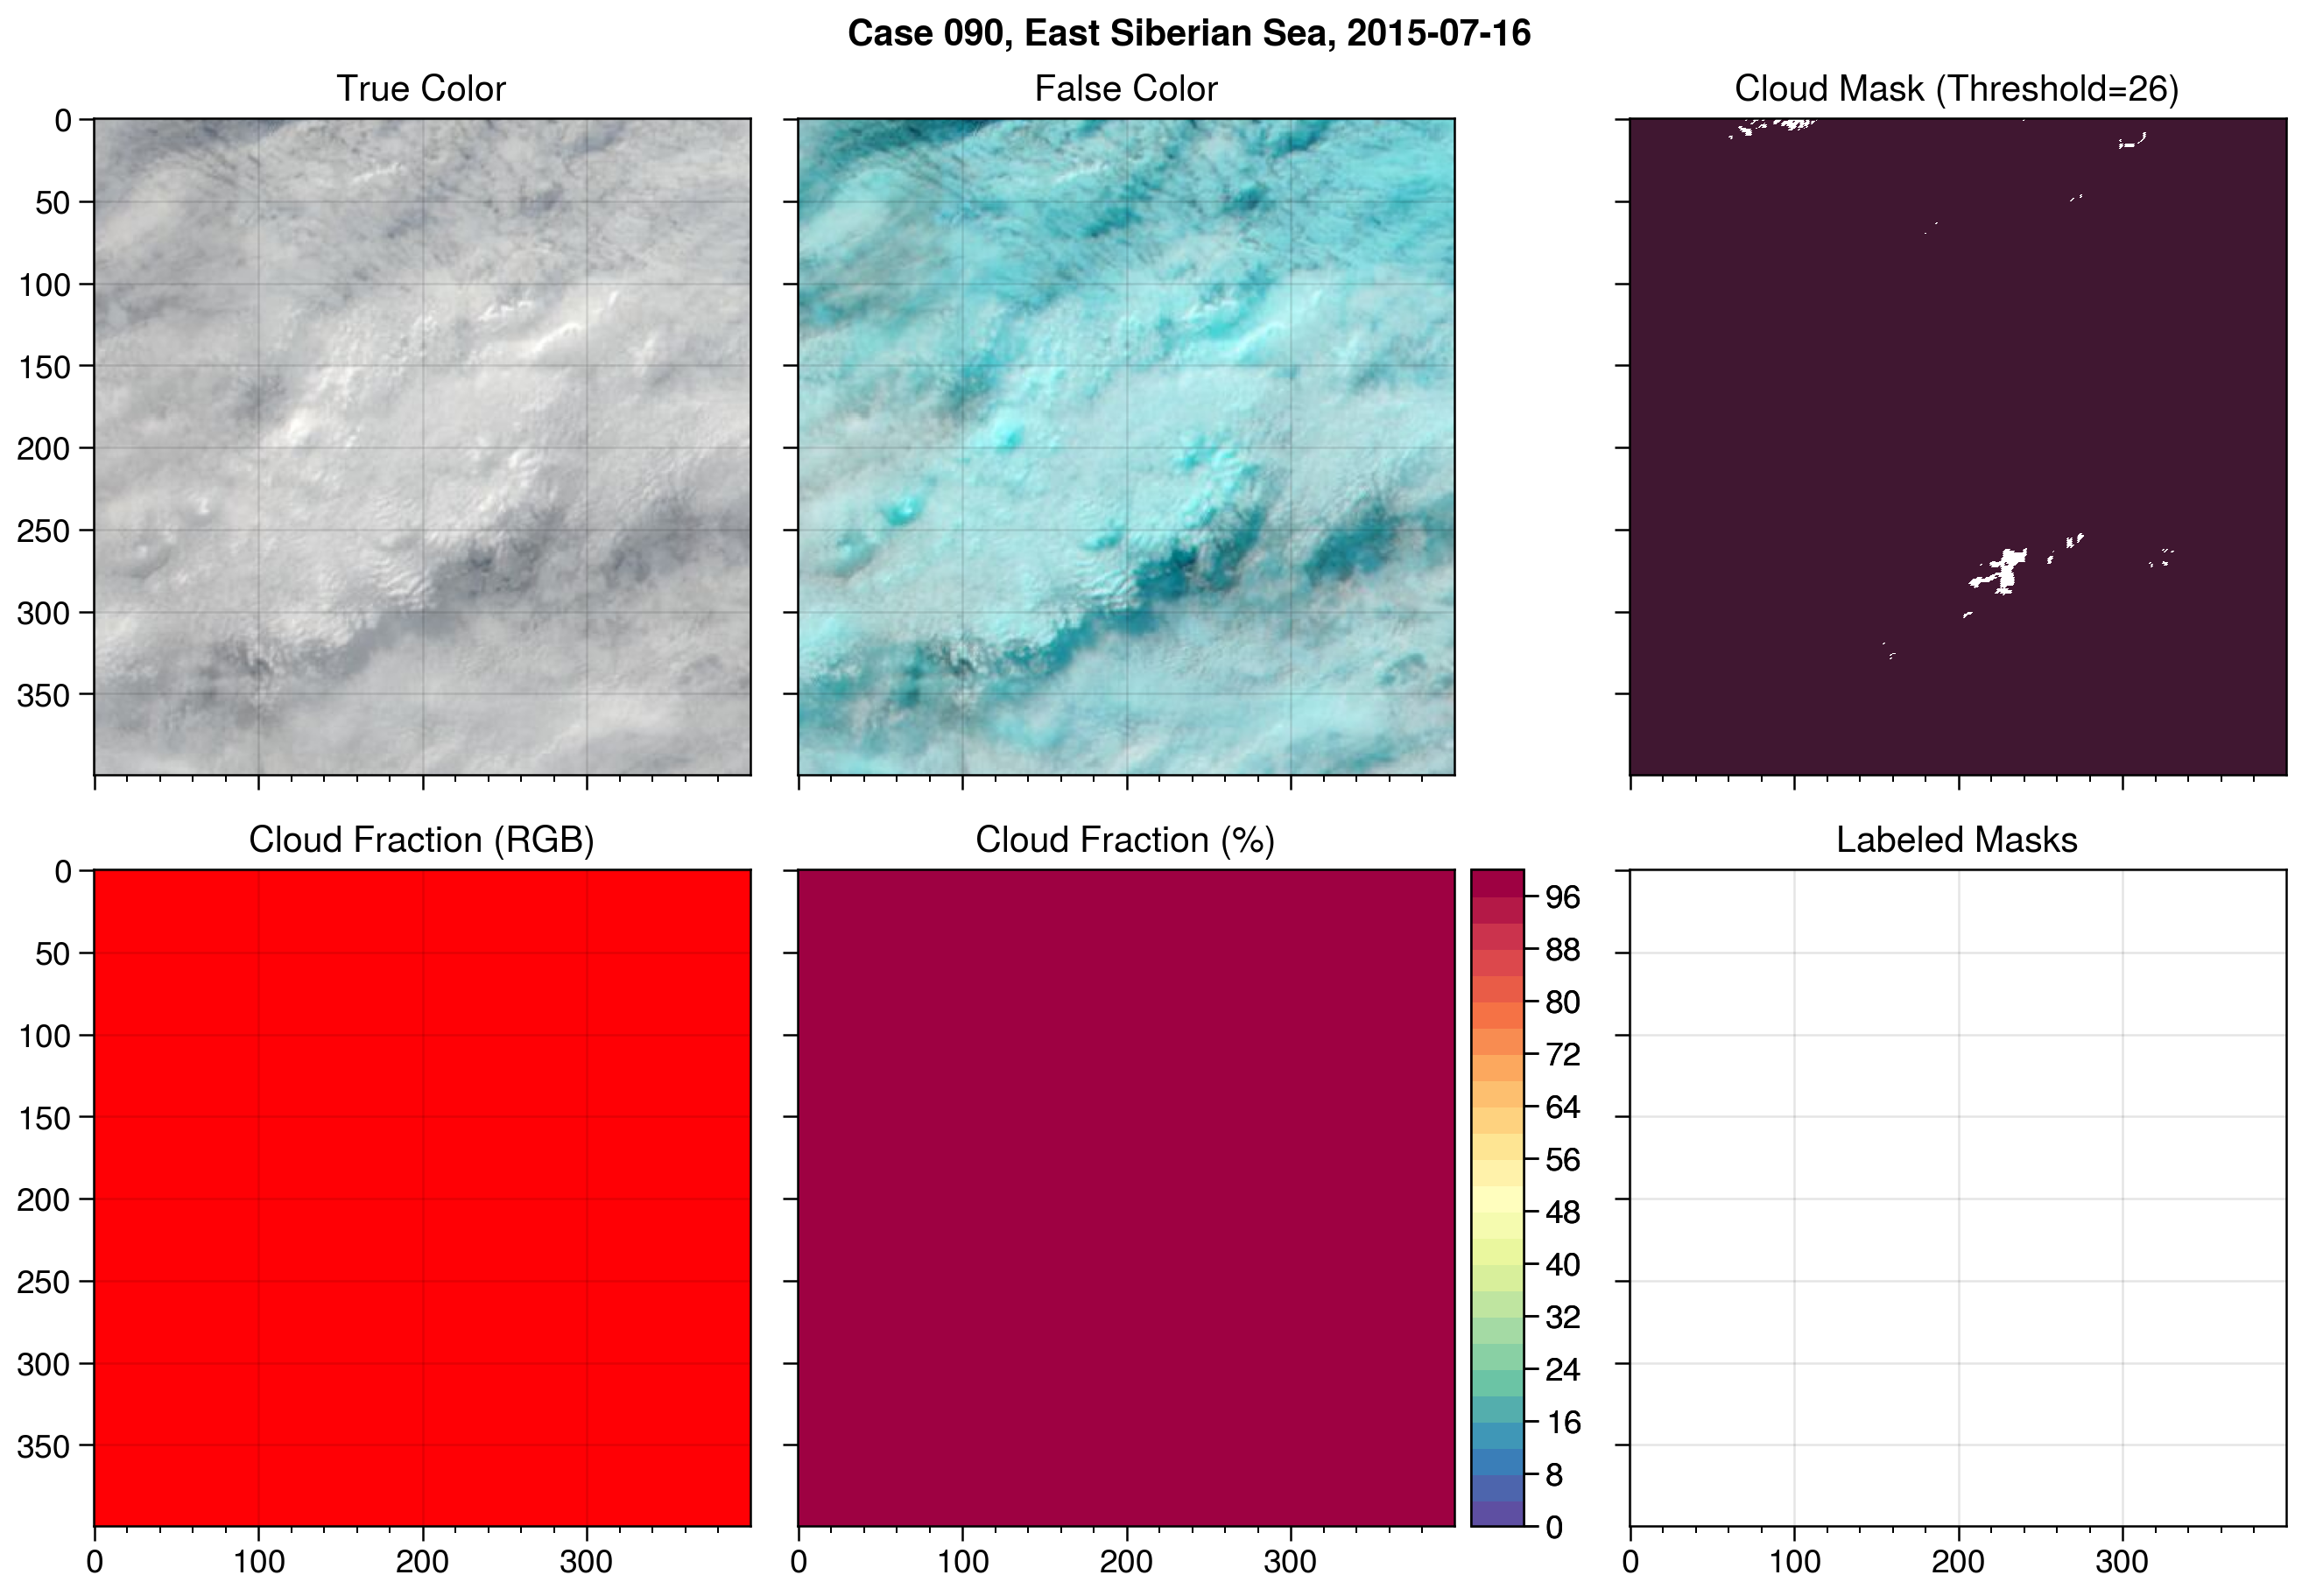 Case 090, East Siberian Sea, 2015-07-16
True Color
False Color
Cloud Mask (Threshold=26)
0
50
100
150
200
250
300
350
Cloud Fraction (RGB)
Cloud Fraction (%)
Labeled Masks
0
50
100
150
200
250
300
350
96
88
80
72
64
56
48
40
32
24
16
8
0
0 100 200 300
0 100 200 300
0 100 200 300